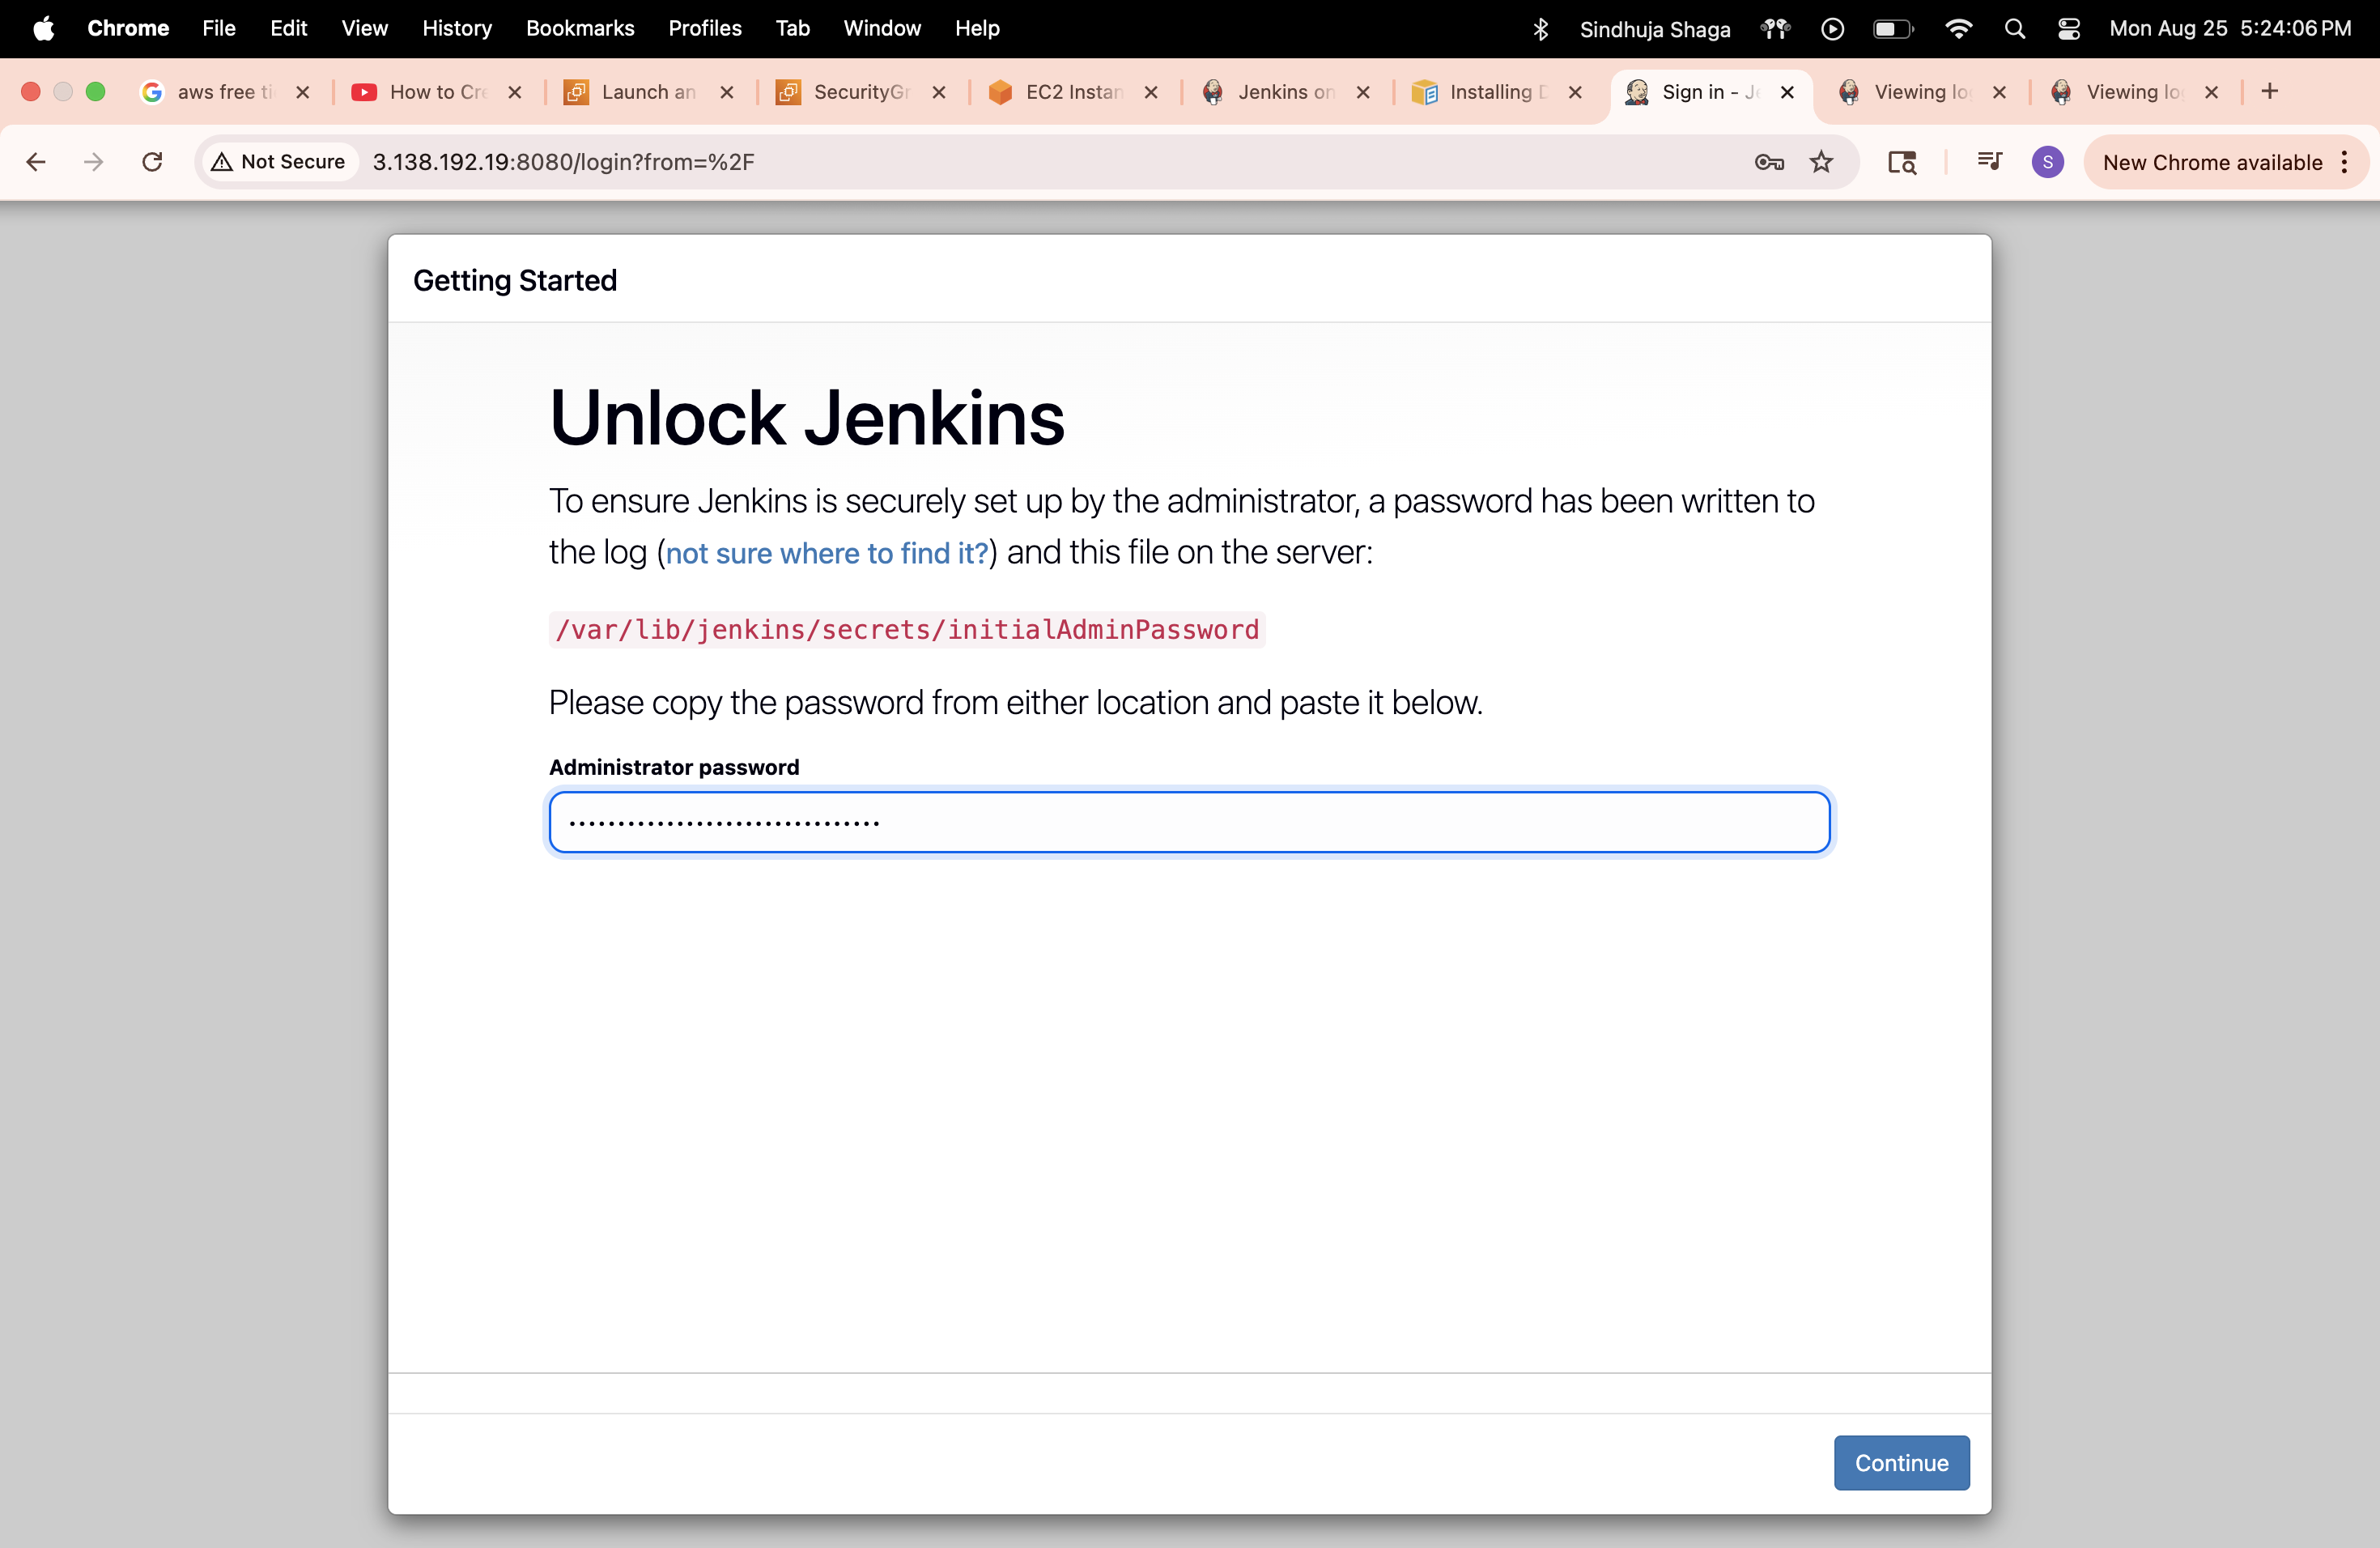 Chrome File Edit View History Bookmarks Profiles Tab Window Help Sindhuja Shaga Mon Aug 25 5:24:06 PM
aws free ti How to Cre Launch an SecurityGr EC2 Instan Jenkins on Installing D Sign in - Je Viewing lo Viewing lo
Not Secure 3.138.192.19:8080/login?from=%2F S New Chrome available
Getting Started
Unlock Jenkins
To ensure Jenkins is securely set up by the administrator, a password has been written to
the log (not sure where to find it?) and this file on the server:
/var/lib/jenkins/secrets/initialAdminPassword
Please copy the password from either location and paste it below.
Administrator password
••••••••••••••••••••••••••••••••
Continue